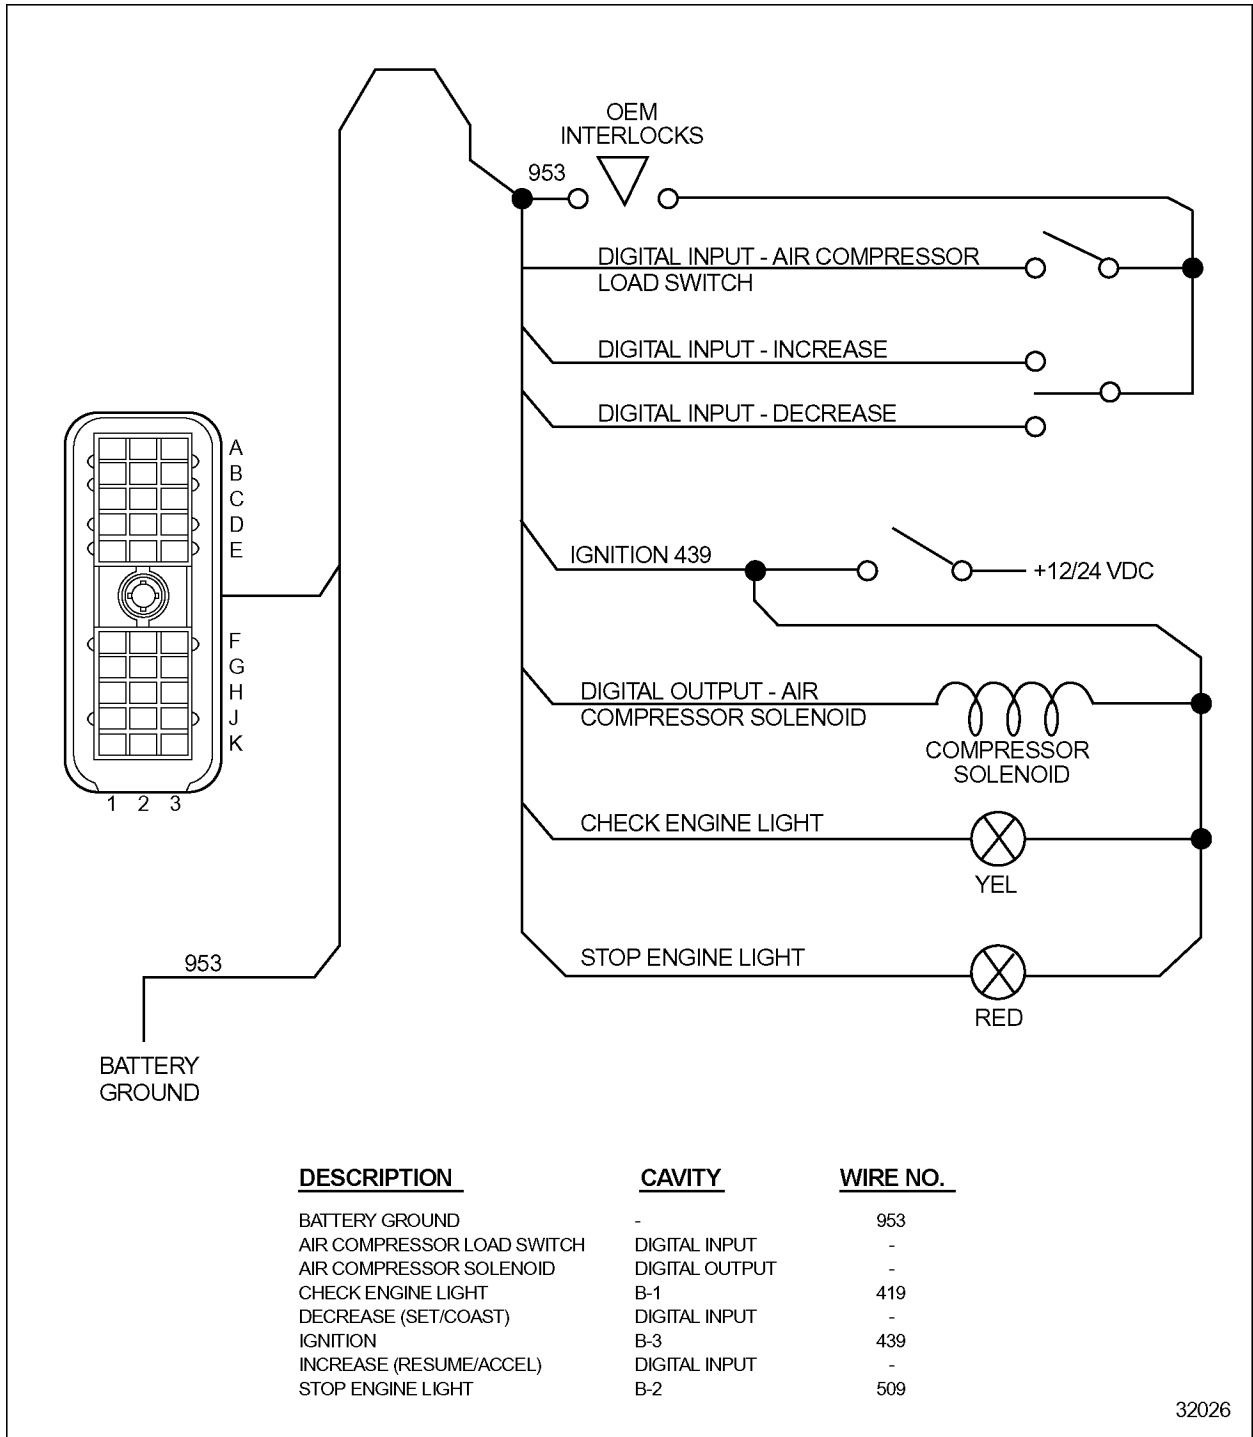 OEM
INTERLOCKS
953
DIGITAL INPUT - AIR COMPRESSOR
LOAD SWITCH
DIGITAL INPUT - INCREASE
DIGITAL INPUT - DECREASE
A
B
C
D
E
IGNITION 439
+12/24 VDC
F
G
H
J
K
1 2 3
DIGITAL OUTPUT - AIR
COMPRESSOR SOLENOID
COMPRESSOR
SOLENOID
CHECK ENGINE LIGHT
YEL
STOP ENGINE LIGHT
RED
953
BATTERY
GROUND
DESCRIPTION CAVITY WIRE NO.
BATTERY GROUND - 953
AIR COMPRESSOR LOAD SWITCH DIGITAL INPUT -
AIR COMPRESSOR SOLENOID DIGITAL OUTPUT -
CHECK ENGINE LIGHT B-1 419
DECREASE (SET/COAST) DIGITAL INPUT -
IGNITION B-3 439
INCREASE (RESUME/ACCEL) DIGITAL INPUT -
STOP ENGINE LIGHT B-2 509
32026